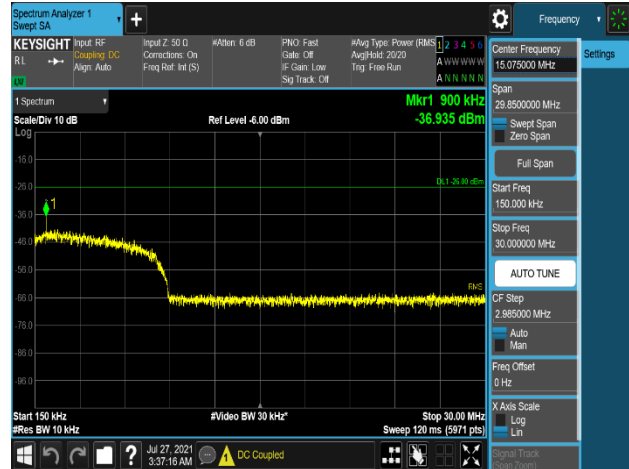 Spectrum Analyzer 1
Swept SA
Frequency
KEYSIGHT
RL
Input: RF
Coupling: DC
Align: Auto
Input Z: 50 Ω
Corrections: On
Freq Ref: Int (S)
#Atten: 6 dB
PNO: Fast
Gate: Off
IF Gain: Low
Sig Track: Off
#Avg Type: Power (RMS
Avg|Hold: 20/20
Trig: Free Run
1 2 3 4 5 6
A W W W W W
A N N N N N
1 Spectrum
Mkr1 900 kHz
Scale/Div 10 dB
Ref Level -6.00 dBm
-36.935 dBm
Log
-16.0
-26.0
DL1 -26.00 dBm
1
-36.0
-46.0
-56.0
RMS
-66.0
-76.0
-86.0
-96.0
Start 150 kHz
#Video BW 30 kHz*
Stop 30.00 MHz
#Res BW 10 kHz
Sweep 120 ms (5971 pts)
Center Frequency
15.075000 MHz
Settings
Span
29.8500000 MHz
Swept Span
Zero Span
Full Span
Start Freq
150.000 kHz
Stop Freq
30.000000 MHz
AUTO TUNE
CF Step
2.985000 MHz
Auto
Man
Freq Offset
0 Hz
X Axis Scale
Log
Lin
Signal Track
(Span Zoom)
?
Jul 27, 2021
3:37:16 AM
DC Coupled